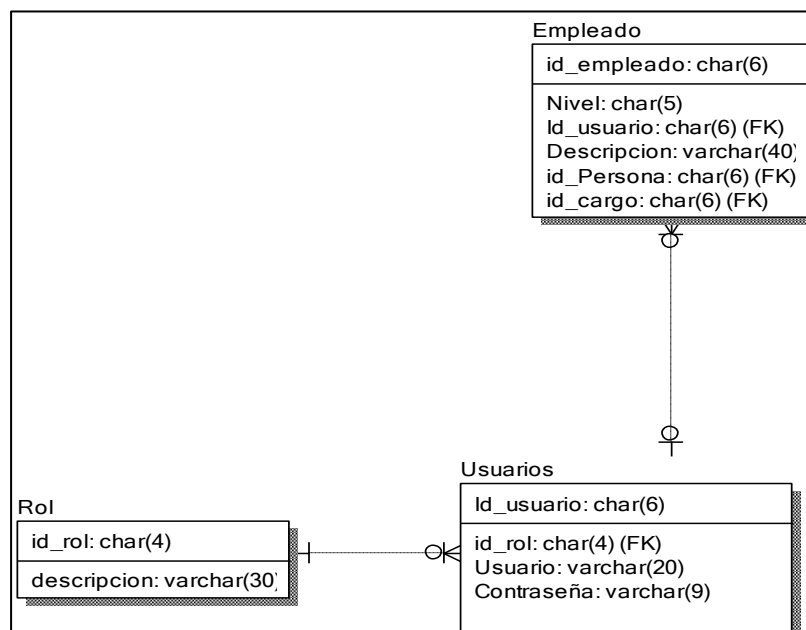 Empleado
id_empleado: char(6)
Nivel: char(5)
Id_usuario: char(6) (FK)
Descripcion: varchar(40)
id_Persona: char(6) (FK)
id_cargo: char(6) (FK)
Usuarios
Id_usuario: char(6)
id_rol: char(4) (FK)
Usuario: varchar(20)
Contraseña: varchar(9)
Rol
id_rol: char(4)
descripcion: varchar(30)